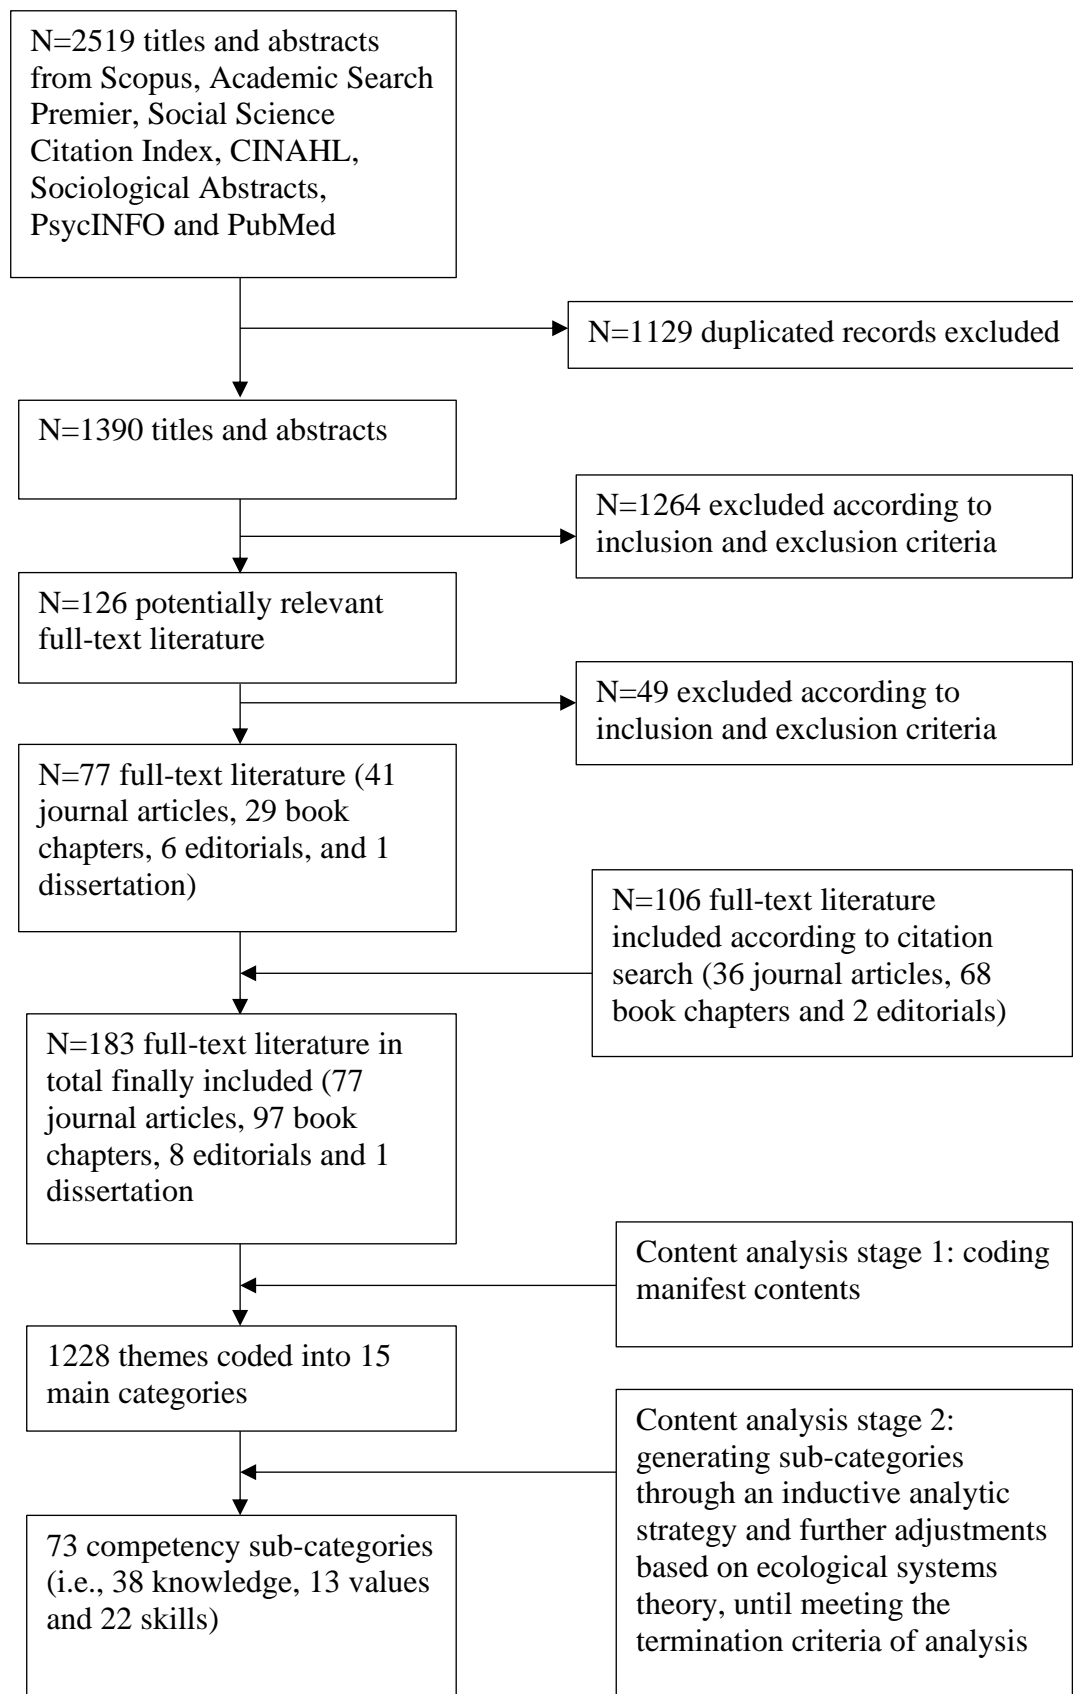 N=2519 titles and abstracts
from Scopus, Academic Search
Premier, Social Science
Citation Index, CINAHL,
Sociological Abstracts,
PsycINFO and PubMed
N=1129 duplicated records excluded
N=1390 titles and abstracts
N=1264 excluded according to
inclusion and exclusion criteria
N=126 potentially relevant
full-text literature
N=49 excluded according to
inclusion and exclusion criteria
N=77 full-text literature (41
journal articles, 29 book
chapters, 6 editorials, and 1
dissertation)
N=106 full-text literature
included according to citation
search (36 journal articles, 68
book chapters and 2 editorials)
N=183 full-text literature in
total finally included (77
journal articles, 97 book
chapters, 8 editorials and 1
dissertation
Content analysis stage 1: coding
manifest contents
1228 themes coded into 15
main categories
Content analysis stage 2:
generating sub-categories
through an inductive analytic
strategy and further adjustments
based on ecological systems
theory, until meeting the
termination criteria of analysis
73 competency sub-categories
(i.e., 38 knowledge, 13 values
and 22 skills)